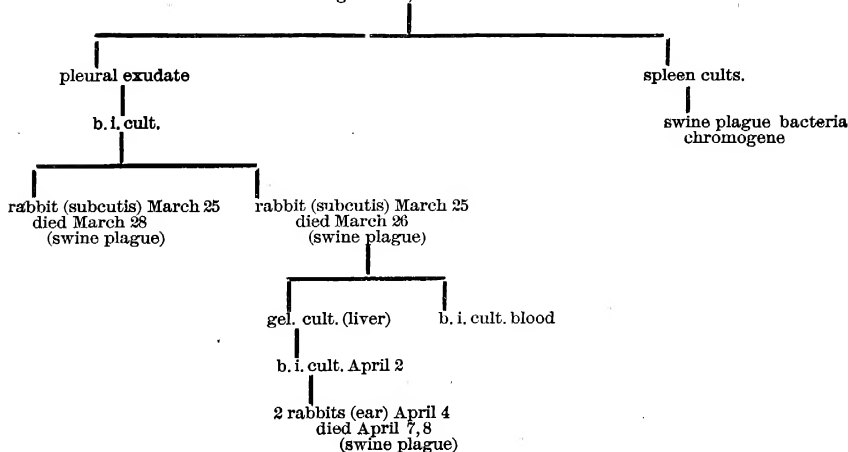 pleural exudate
spleen cults.
b. i. cult.
swine plague bacteria
chromogene
rabbit (subcutis) March 25
died March 28
(swine plague)
rabbit (subcutis) March 25
died March 26
(swine plague)
gel. cult. (liver)
b. i. cult. blood
b. i. cult. April 2
2 rabbits (ear) April 4
died April 7, 8
(swine plague)